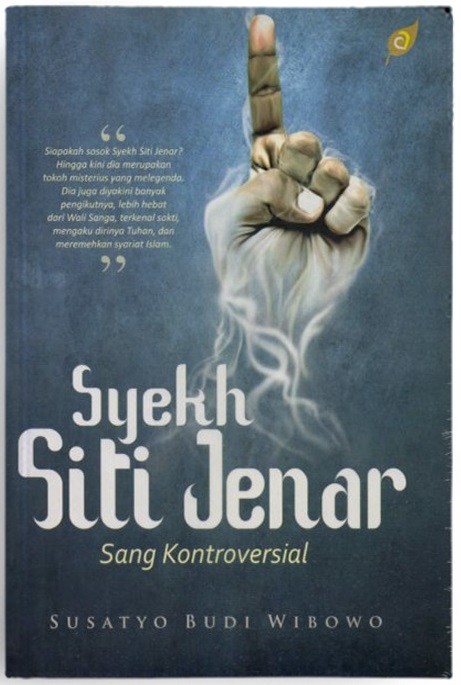 “
Siapakah sosok Syekh Siti Jenar?
Hingga kini dia merupakan
tokoh misterius yang melegenda.
Dia juga diyakini banyak
pengikutnya, lebih hebat
dari Wali Sanga, terkenal sakti,
mengaku dirinya Tuhan, dan
meremehkan syariat Islam.
”
Syekh
Siti Jenar
Sang Kontroversial
SUSATYO BUDI WIBOWO